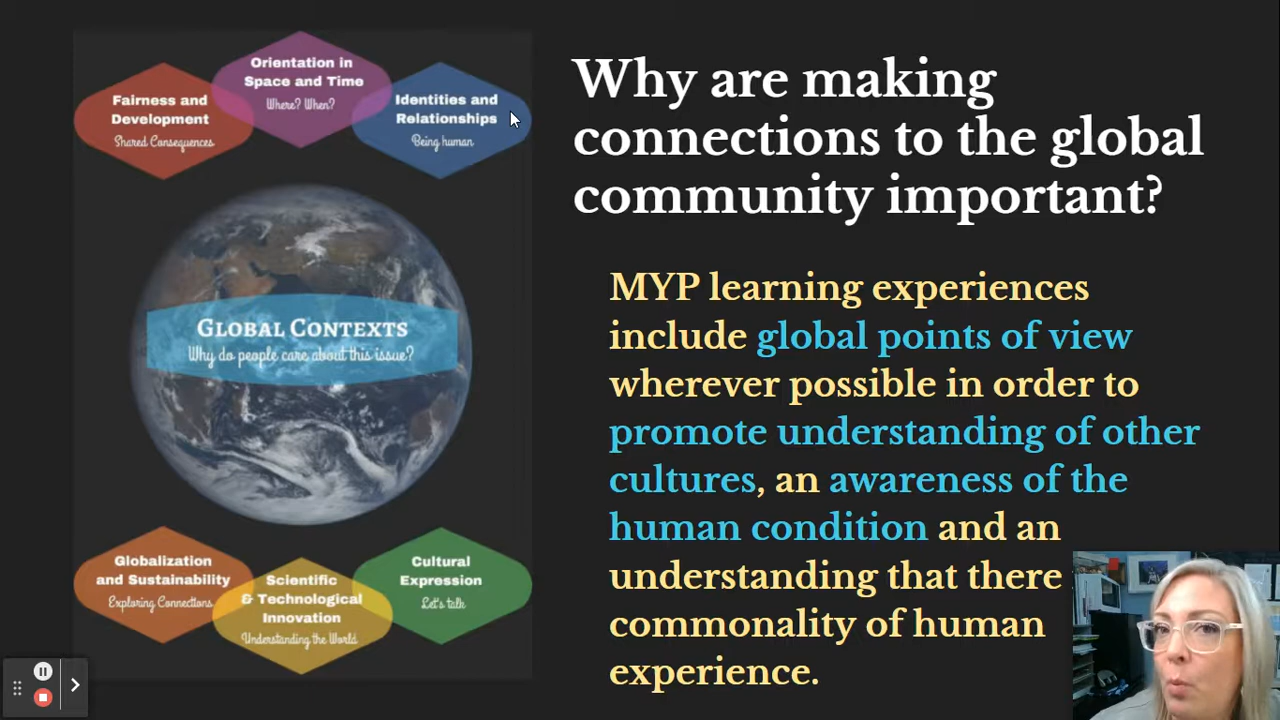 Fairness and
Development
Shared Consequences
Orientation in
Space and Time
Where? When?
Identities and
Relationships
Being human
GLOBAL CONTEXTS
Why do people care about this issue?
Globalization
and Sustainability
Exploring Connections
Scientific
& Technological
Innovation
Understanding the World
Cultural
Expression
Let's talk
Why are making
connections to the global
community important?
MYP learning experiences
include global points of view
wherever possible in order to
promote understanding of other
cultures, an awareness of the
human condition and an
understanding that there
commonality of human
experience.